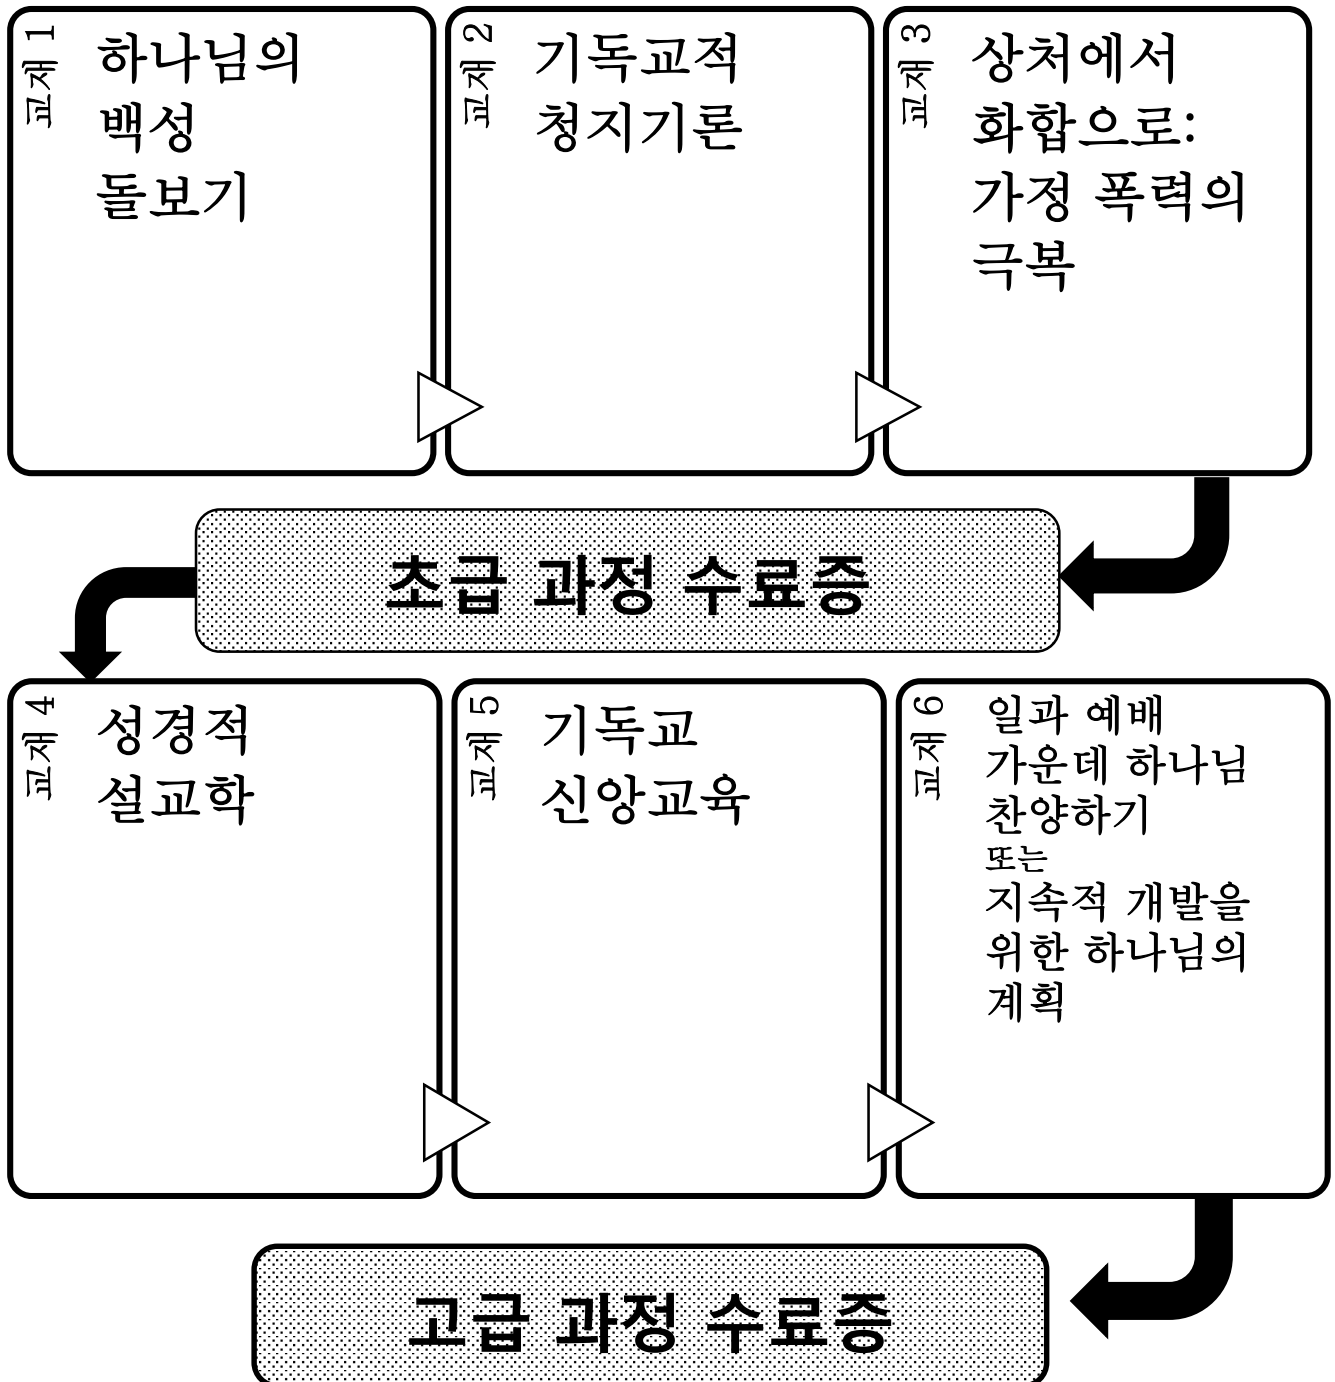 교재 1
하나님의
백성
돌보기
교재 2
기독교적
청지기론
교재 3
상처에서
화합으로:
가정 폭력의
극복
초급 과정 수료증
교재 4
성경적
설교학
교재 5
기독교
신앙교육
교재 6
일과 예배
가운데 하나님
찬양하기
또는
지속적 개발을
위한 하나님의
계획
고급 과정 수료증